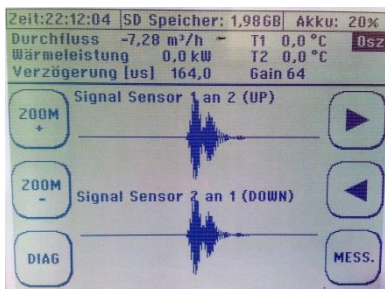 Zeit:22:12:04 SD Speicher: 1,98GB Akku: 20%
Durchfluss -7,28 m³/h T1 0,0 °C Osz
Wärmeleistung 0,0 kW T2 0,0 °C
Verzögerung [us] 164,0 Gain 64
Signal Sensor 1 an 2 (UP)
ZOOM
+
ZOOM
-
Signal Sensor 2 an 1 (DOWN)
DIAG
MESS.